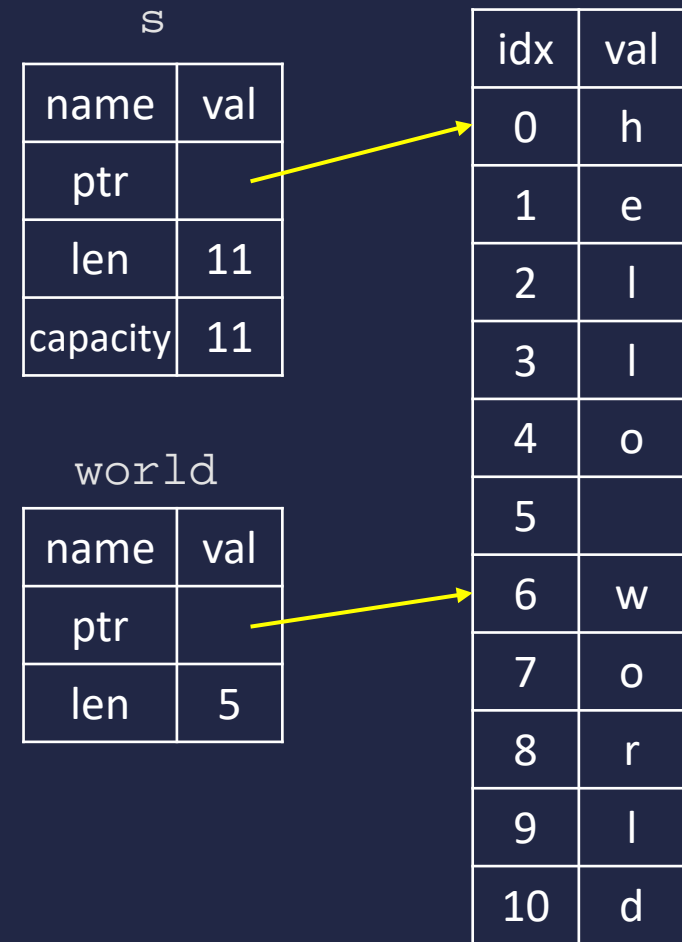 s
name val
ptr
len 11
capacity 11
world
name val
ptr
len 5
idx val
0 h
1 e
2 l
3 l
4 o
5
6 w
7 o
8 r
9 l
10 d